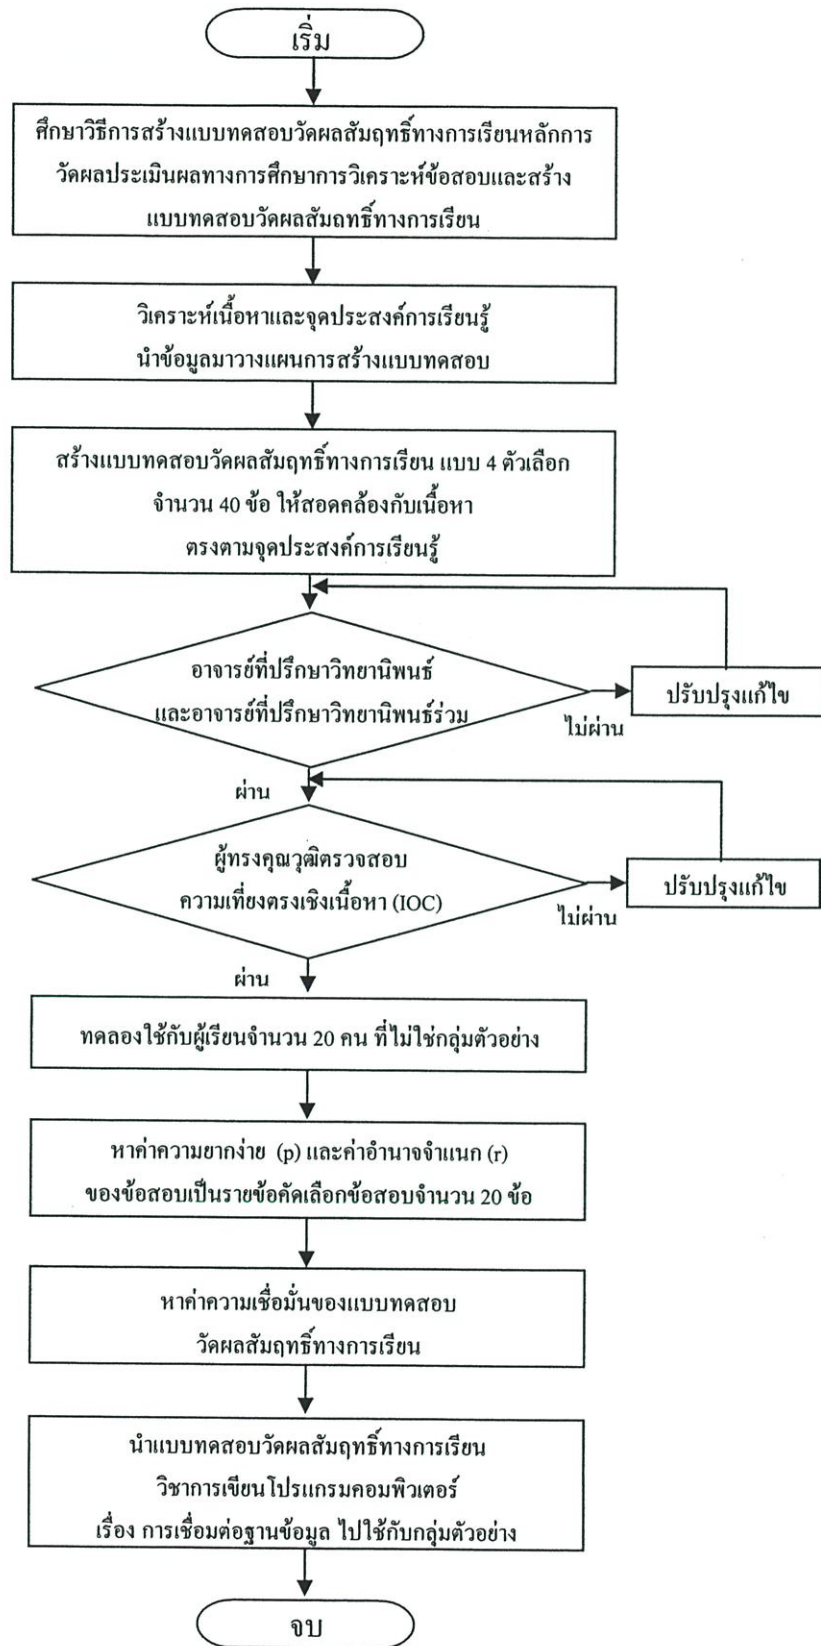 เริ่ม
ศึกษาวิธีการสร้างแบบทดสอบวัดผลสัมฤทธิ์ทางการเรียนหลักการ
วัดผลประเมินผลทางการศึกษาการวิเคราะห์ข้อสอบและสร้าง
แบบทดสอบวัดผลสัมฤทธิ์ทางการเรียน
วิเคราะห์เนื้อหาและจุดประสงค์การเรียนรู้
นำข้อมูลมาวางแผนการสร้างแบบทดสอบ
สร้างแบบทดสอบวัดผลสัมฤทธิ์ทางการเรียน แบบ 4 ตัวเลือก
จำนวน 40 ข้อ ให้สอดคล้องกับเนื้อหา
ตรงตามจุดประสงค์การเรียนรู้
อาจารย์ที่ปรึกษาวิทยานิพนธ์
และอาจารย์ที่ปรึกษาวิทยานิพนธ์ร่วม
ไม่ผ่าน
ปรับปรุงแก้ไข
ผ่าน
ผู้ทรงคุณวุฒิตรวจสอบ
ความเที่ยงตรงเชิงเนื้อหา (IOC)
ไม่ผ่าน
ปรับปรุงแก้ไข
ผ่าน
ทดลองใช้กับผู้เรียนจำนวน 20 คน ที่ไม่ใช่กลุ่มตัวอย่าง
หาค่าความยากง่าย (p) และค่าอำนาจจำแนก (r)
ของข้อสอบเป็นรายข้อคัดเลือกข้อสอบจำนวน 20 ข้อ
หาค่าความเชื่อมั่นของแบบทดสอบ
วัดผลสัมฤทธิ์ทางการเรียน
นำแบบทดสอบวัดผลสัมฤทธิ์ทางการเรียน
วิชาการเขียนโปรแกรมคอมพิวเตอร์
เรื่อง การเชื่อมต่อฐานข้อมูล ไปใช้กับกลุ่มตัวอย่าง
จบ